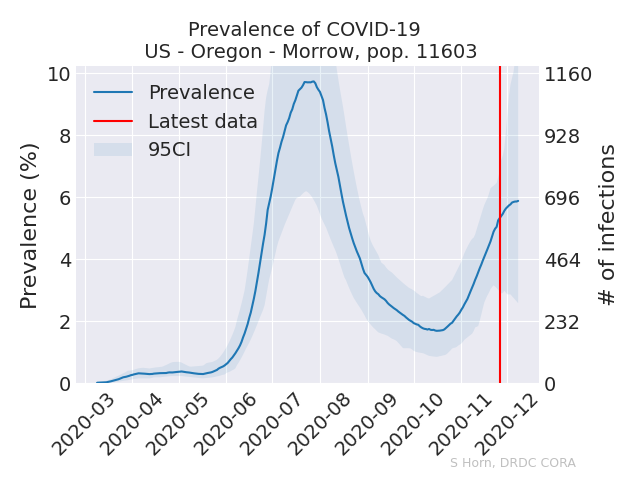 Prevalence of COVID-19
US - Oregon - Morrow, pop. 11603
Prevalence
Latest data
95CI
Prevalence (%)
10
8
6
4
2
0
1160
928
696
464
232
0
# of infections
2020-03
2020-04
2020-05
2020-06
2020-07
2020-08
2020-09
2020-10
2020-11
2020-12
S Horn, DRDC CORA